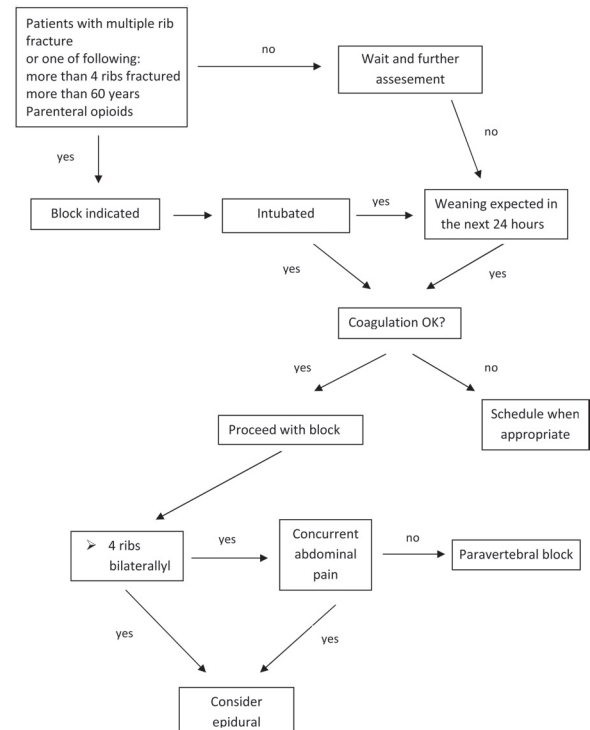 Patients with multiple rib
fracture
or one of following:
more than 4 ribs fractured
more than 60 years
Parenteral opioids
no
Wait and further
assesement
yes
no
Block indicated
Intubated
yes
Weaning expected in
the next 24 hours
yes
yes
Coagulation OK?
yes
no
Proceed with block
Schedule when
appropriate
➢ 4 ribs
bilaterallyl
yes
Concurrent
abdominal
pain
no
Paravertebral block
yes
yes
Consider
epidural